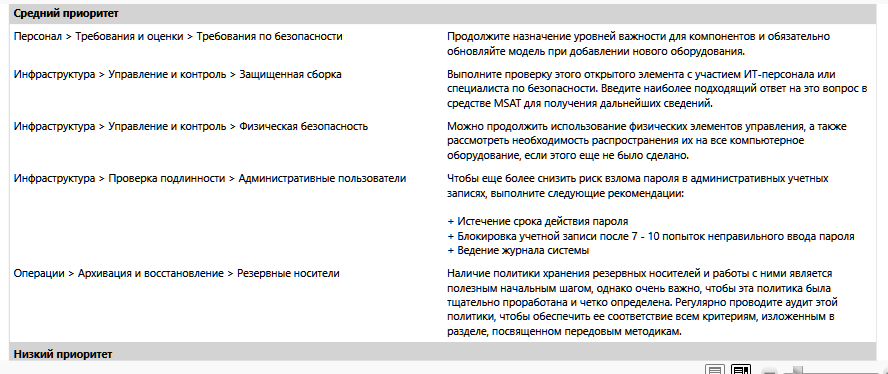 Средний приоритет
Персонал > Требования и оценки > Требования по безопасности
Продолжите назначение уровней важности для компонентов и обязательно
обновляйте модель при добавлении нового оборудования.
Инфраструктура > Управление и контроль > Защищенная сборка
Выполните проверку этого открытого элемента с участием ИТ-персонала или
специалиста по безопасности. Введите наиболее подходящий ответ на это вопрос в
средстве MSAT для получения дальнейших сведений.
Инфраструктура > Управление и контроль > Физическая безопасность
Можно продолжить использование физических элементов управления, а также
рассмотреть необходимость распространения их на все компьютерное
оборудование, если этого еще не было сделано.
Инфраструктура > Проверка подлинности > Административные пользователи
Чтобы еще более снизить риск взлома пароля в административных учетных
записях, выполните следующие рекомендации:
+ Истечение срока действия пароля
+ Блокировка учетной записи после 7 - 10 попыток неправильного ввода пароля
+ Ведение журнала системы
Операции > Архивация и восстановление > Резервные носители
Наличие политики хранения резервных носителей и работы с ними является
полезным начальным шагом, однако очень важно, чтобы эта политика была
тщательно проработана и четко определена. Регулярно проводите аудит этой
политики, чтобы обеспечить ее соответствие всем критериям, изложенным в
разделе, посвященном передовым методикам.
Низкий приоритет